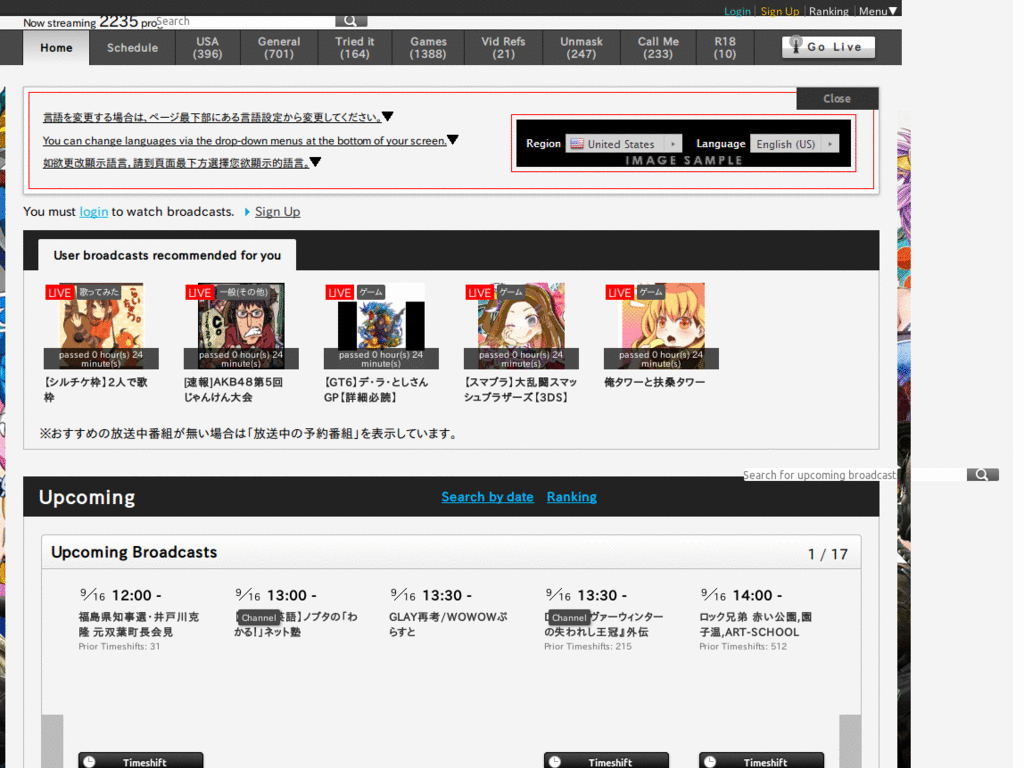 Login | Sign Up | Ranking | Menu▼
Now streaming 2235 pro
Search
Home
Schedule
USA
(396)
General
(701)
Tried it
(164)
Games
(1388)
Vid Refs
(21)
Unmask
(247)
Call Me
(233)
R18
(10)
Go Live
Close
言語を変更する場合は、ページ最下部にある言語設定から変更してください。▼
You can change languages via the drop-down menus at the bottom of your screen.▼
如欲更改顯示語言,請到頁面最下方選擇您欲顯示的語言。▼
Region United States Language English (US)
IMAGE SAMPLE
You must login to watch broadcasts. Sign Up
User broadcasts recommended for you
LIVE 歌ってみた
passed 0 hour(s) 24
minute(s)
【シルチケ枠】2人で歌
枠
LIVE 一般(その他)
passed 0 hour(s) 24
minute(s)
[速報]AKB48第5回
じゃんけん大会
LIVE ゲーム
passed 0 hour(s) 24
minute(s)
【GT6】デ・ラ・としさん
GP【詳細必読】
LIVE ゲーム
passed 0 hour(s) 24
minute(s)
【スマブラ】大乱闘スマッ
シュブラザーズ【3DS】
LIVE ゲーム
passed 0 hour(s) 24
minute(s)
俺タワーと扶桑タワー
※おすすめの放送中番組が無い場合は「放送中の予約番組」を表示しています。
Search for upcoming broadcast
Upcoming
Search by date Ranking
Upcoming Broadcasts
1 / 17
9/16 12:00 -
福島県知事選・井戸川克
隆 元双葉町長会見
Prior Timeshifts: 31
9/16 13:00 -
Channel 語】ノブタの「わ
かる!」ネット塾
9/16 13:30 -
GLAY再考/WOWOWぷ
らすと
9/16 13:30 -
Channel ヴァーウィンター
の失われし王冠』外伝
Prior Timeshifts: 215
9/16 14:00 -
ロック兄弟 赤い公園,園
子温,ART-SCHOOL
Prior Timeshifts: 512
Timeshift
Timeshift
Timeshift